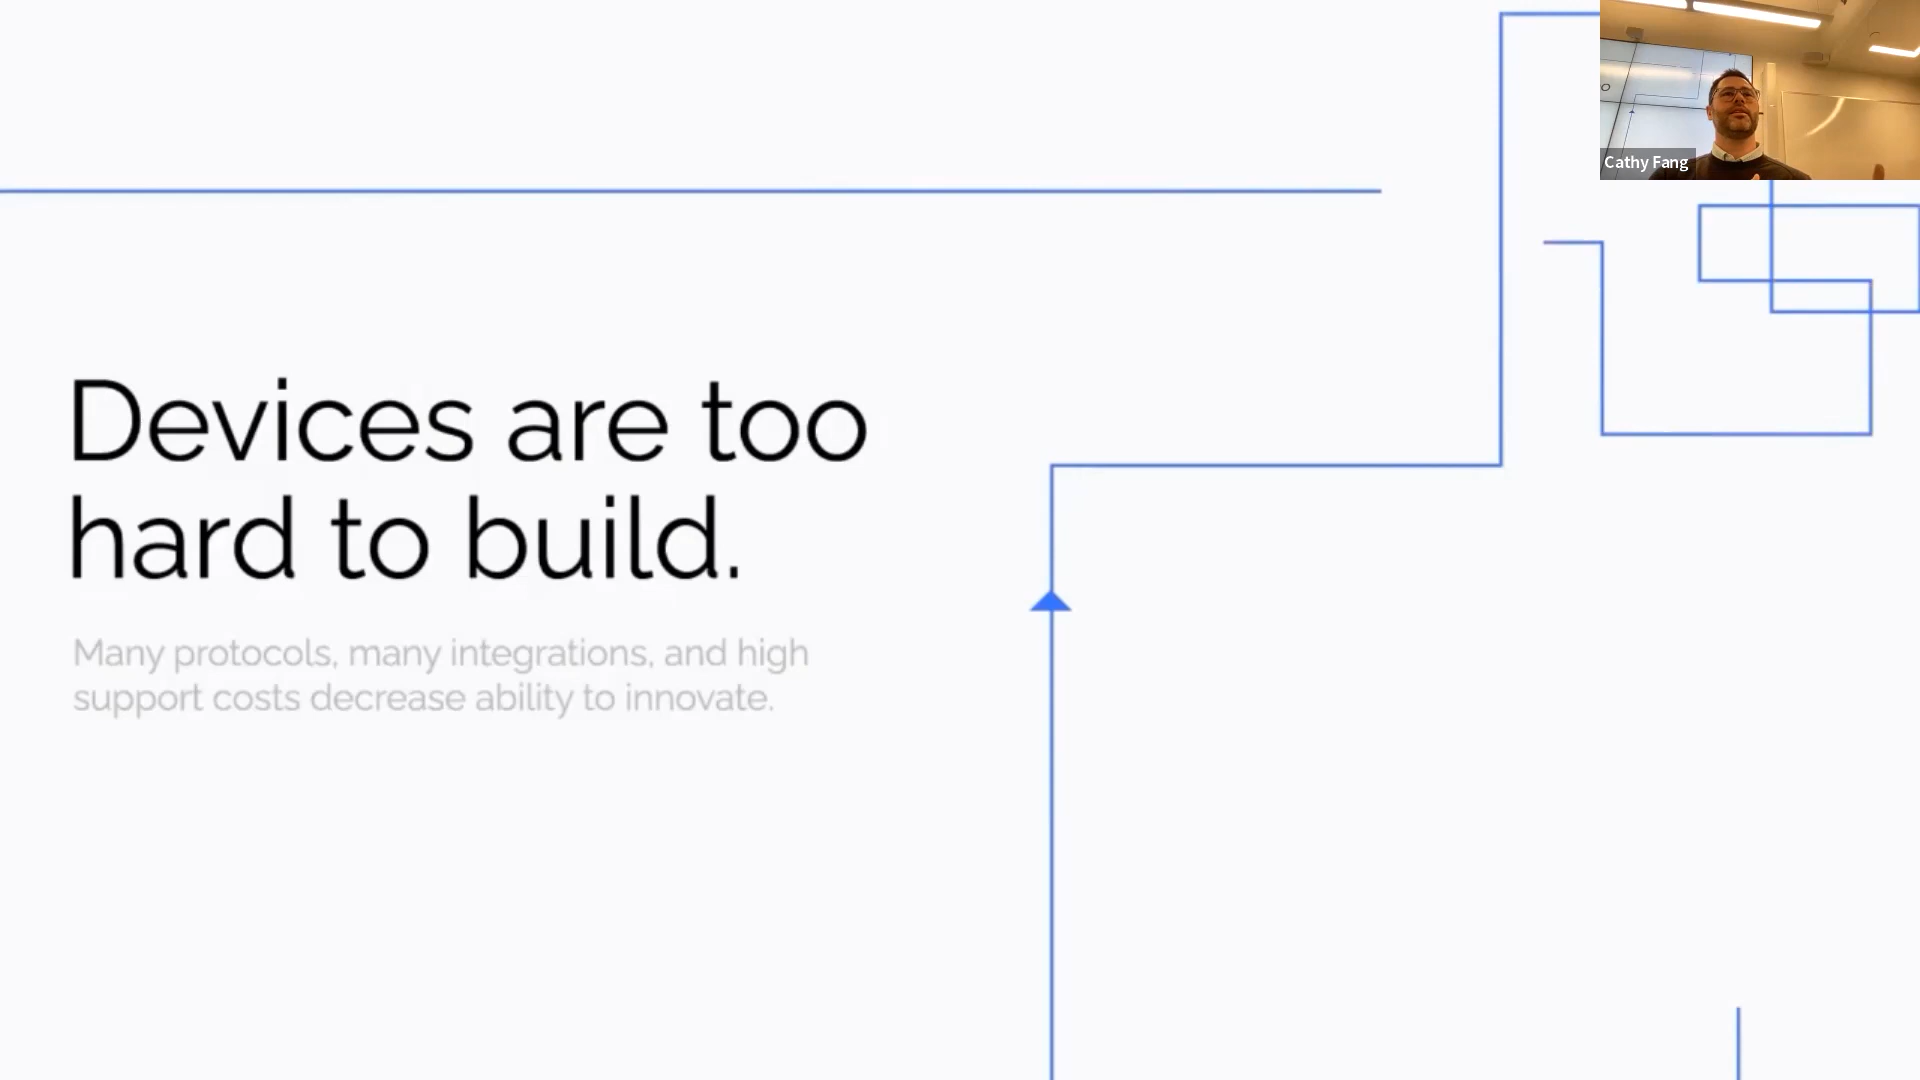 Devices are too
hard to build.
Many protocols, many integrations, and high
support costs decrease ability to innovate.
Cathy Fang